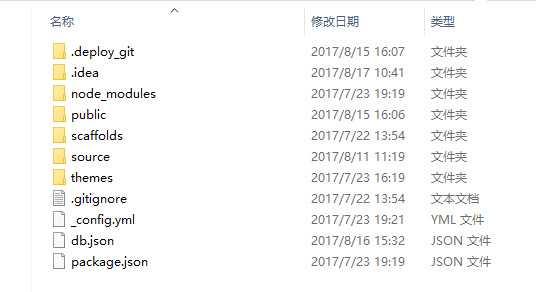 名称 修改日期 类型
.deploy_git 2017/8/15 16:07 文件夹
.idea 2017/8/17 10:41 文件夹
node_modules 2017/7/23 19:19 文件夹
public 2017/8/15 16:06 文件夹
scaffolds 2017/7/22 13:54 文件夹
source 2017/8/11 11:19 文件夹
themes 2017/7/23 16:19 文件夹
.gitignore 2017/7/22 13:54 文本文档
_config.yml 2017/7/23 19:21 YML 文件
db.json 2017/8/16 15:32 JSON 文件
package.json 2017/7/23 19:19 JSON 文件